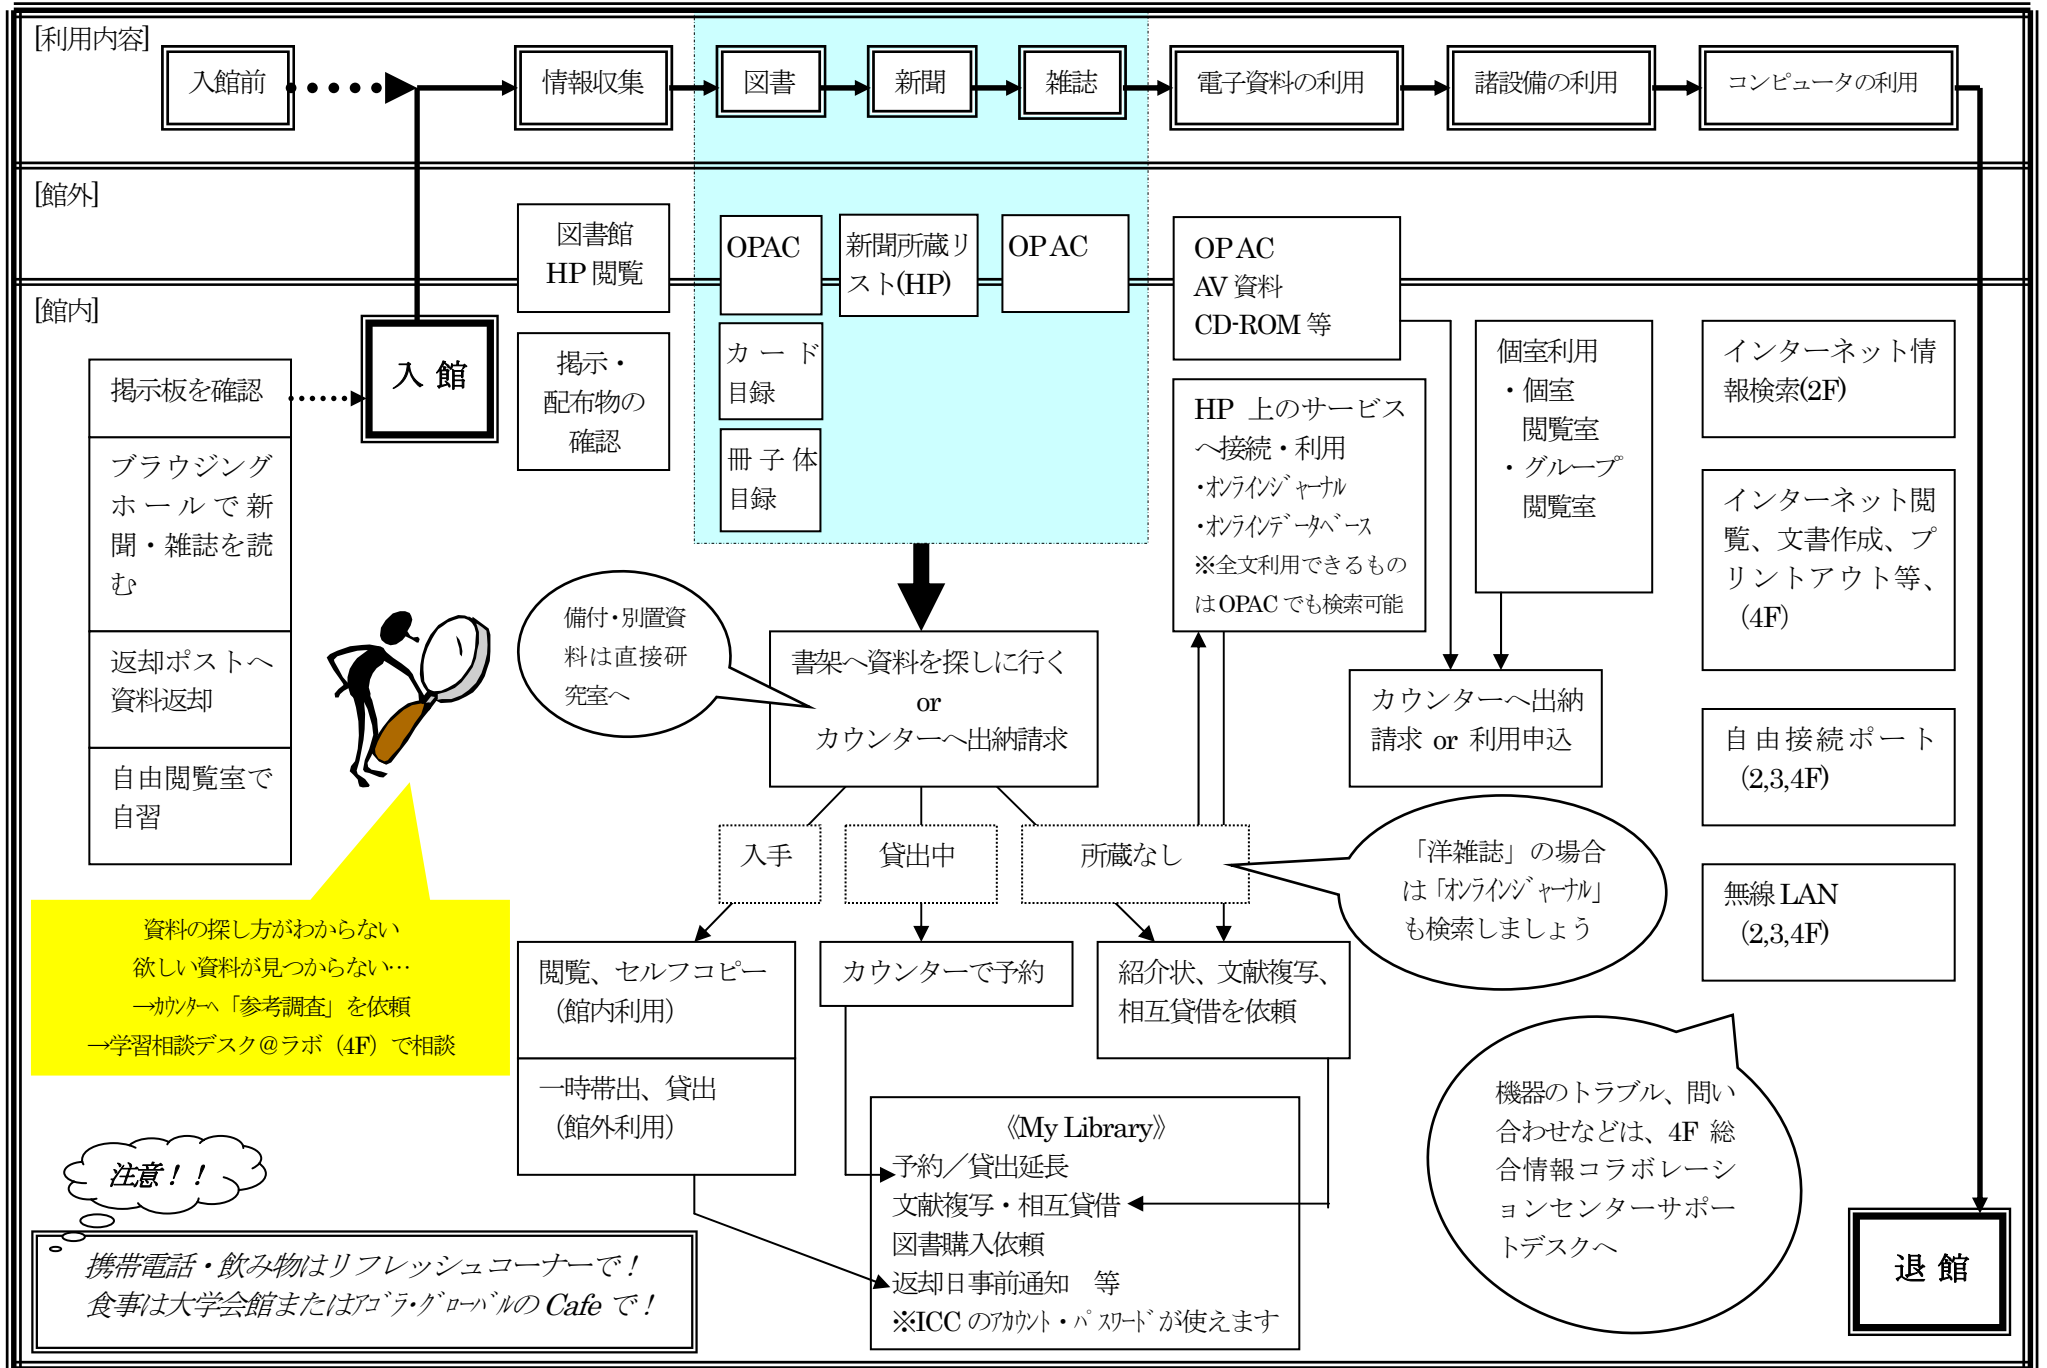 [利用内容]
入館前
情報収集
図書
新聞
雑誌
電子資料の利用
諸設備の利用
コンピュータの利用
[館外]
図書館
HP 閲覧
OPAC
新聞所蔵リ
スト(HP)
OPAC
OPAC
AV 資料
CD-ROM 等
[館内]
入 館
掲示板を確認
ブラウジング
ホールで新
聞・雑誌を読
む
返却ポストへ
資料返却
自由閲覧室で
自習
掲示・
配布物の
確認
カード
目録
冊子体
目録
HP 上のサービス
へ接続・利用
・オンラインジャーナル
・オンラインデータベース
※全文利用できるもの
は OPAC でも検索可能
個室利用
・個室
閲覧室
・グループ
閲覧室
インターネット情
報検索(2F)
インターネット閲
覧、文書作成、プ
リントアウト等、
(4F)
自由接続ポート
(2,3,4F)
無線 LAN
(2,3,4F)
備付・別置資
料は直接研
究室へ
書架へ資料を探しに行く
or
カウンターへ出納請求
カウンターへ出納
請求 or 利用申込
入手
貸出中
所蔵なし
「洋雑誌」の場合
は「オンラインジャーナル」
も検索しましょう
資料の探し方がわからない
欲しい資料が見つからない…
→カウンターへ「参考調査」を依頼
→学習相談デスク＠ラボ（4F）で相談
閲覧、セルフコピー
（館内利用）
一時帯出、貸出
（館外利用）
カウンターで予約
紹介状、文献複写、
相互貸借を依頼
《My Library》
予約／貸出延長
文献複写・相互貸借
図書購入依頼
返却日事前通知　等
※ICC のアカウント・パスワードが使えます
機器のトラブル、問い
合わせなどは、4F 総
合情報コラボレーシ
ョンセンターサポー
トデスクへ
注意！！
携帯電話・飲み物はリフレッシュコーナーで！
食事は大学会館またはアゴラ・グローバルの Cafe で！
退 館